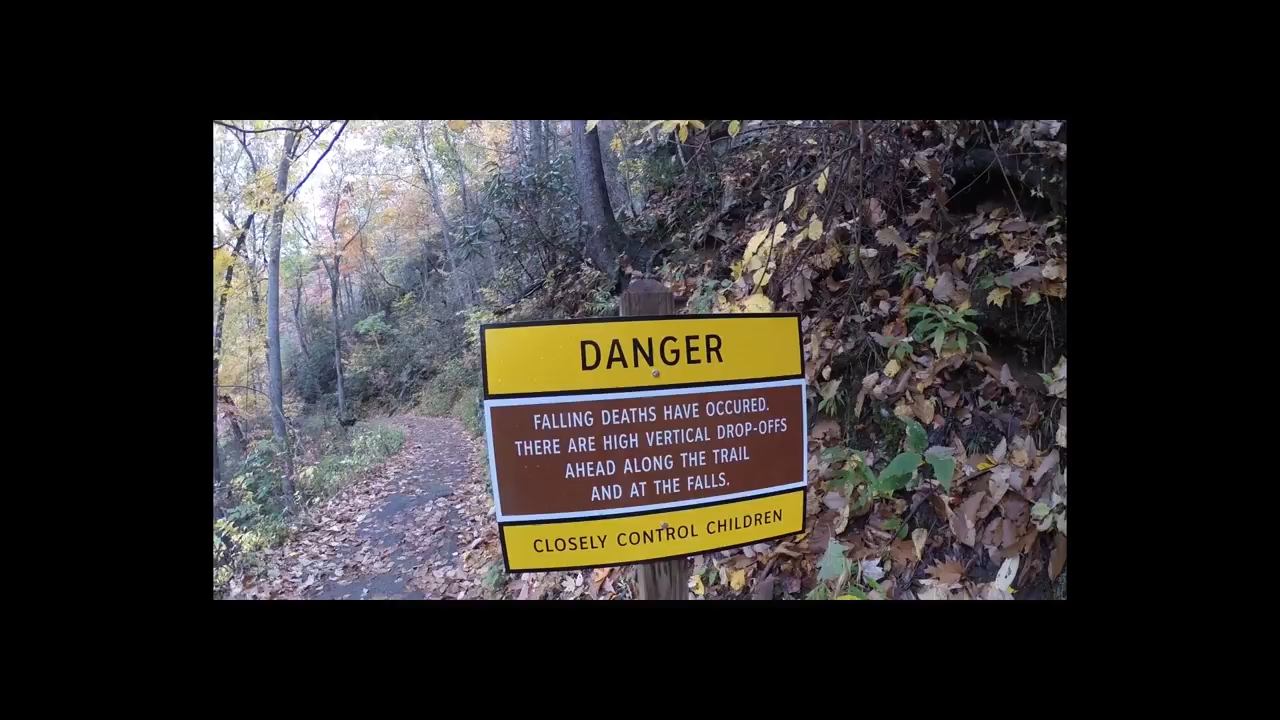 DANGER
FALLING DEATHS HAVE OCCURED.
THERE ARE HIGH VERTICAL DROP-OFFS
AHEAD ALONG THE TRAIL
AND AT THE FALLS.
CLOSELY CONTROL CHILDREN